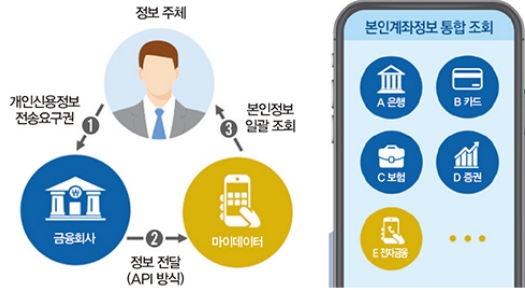 정보 주체
개인신용정보
전송요구권
1
3
본인정보
일괄 조회
₩
금융회사
2
마이데이터
정보 전달
(API 방식)
본인계좌정보 통합 조회
A 은행
B 카드
C 보험
D 증권
E 전자금융